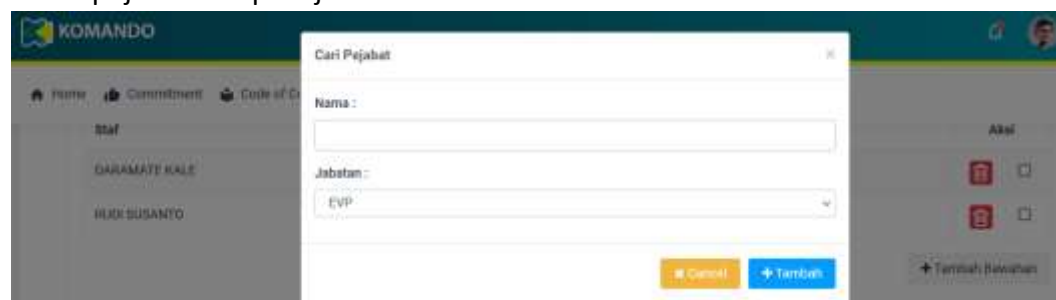 KOMANDO
Cari Pejabat
×
Home Commitment Code of C
Nama :
Staf Aksi
DARAMATE KALE
Jabatan :
EVP
RUDI SUSANTO
Cancel + Tambah
+ Tambah Bawahan